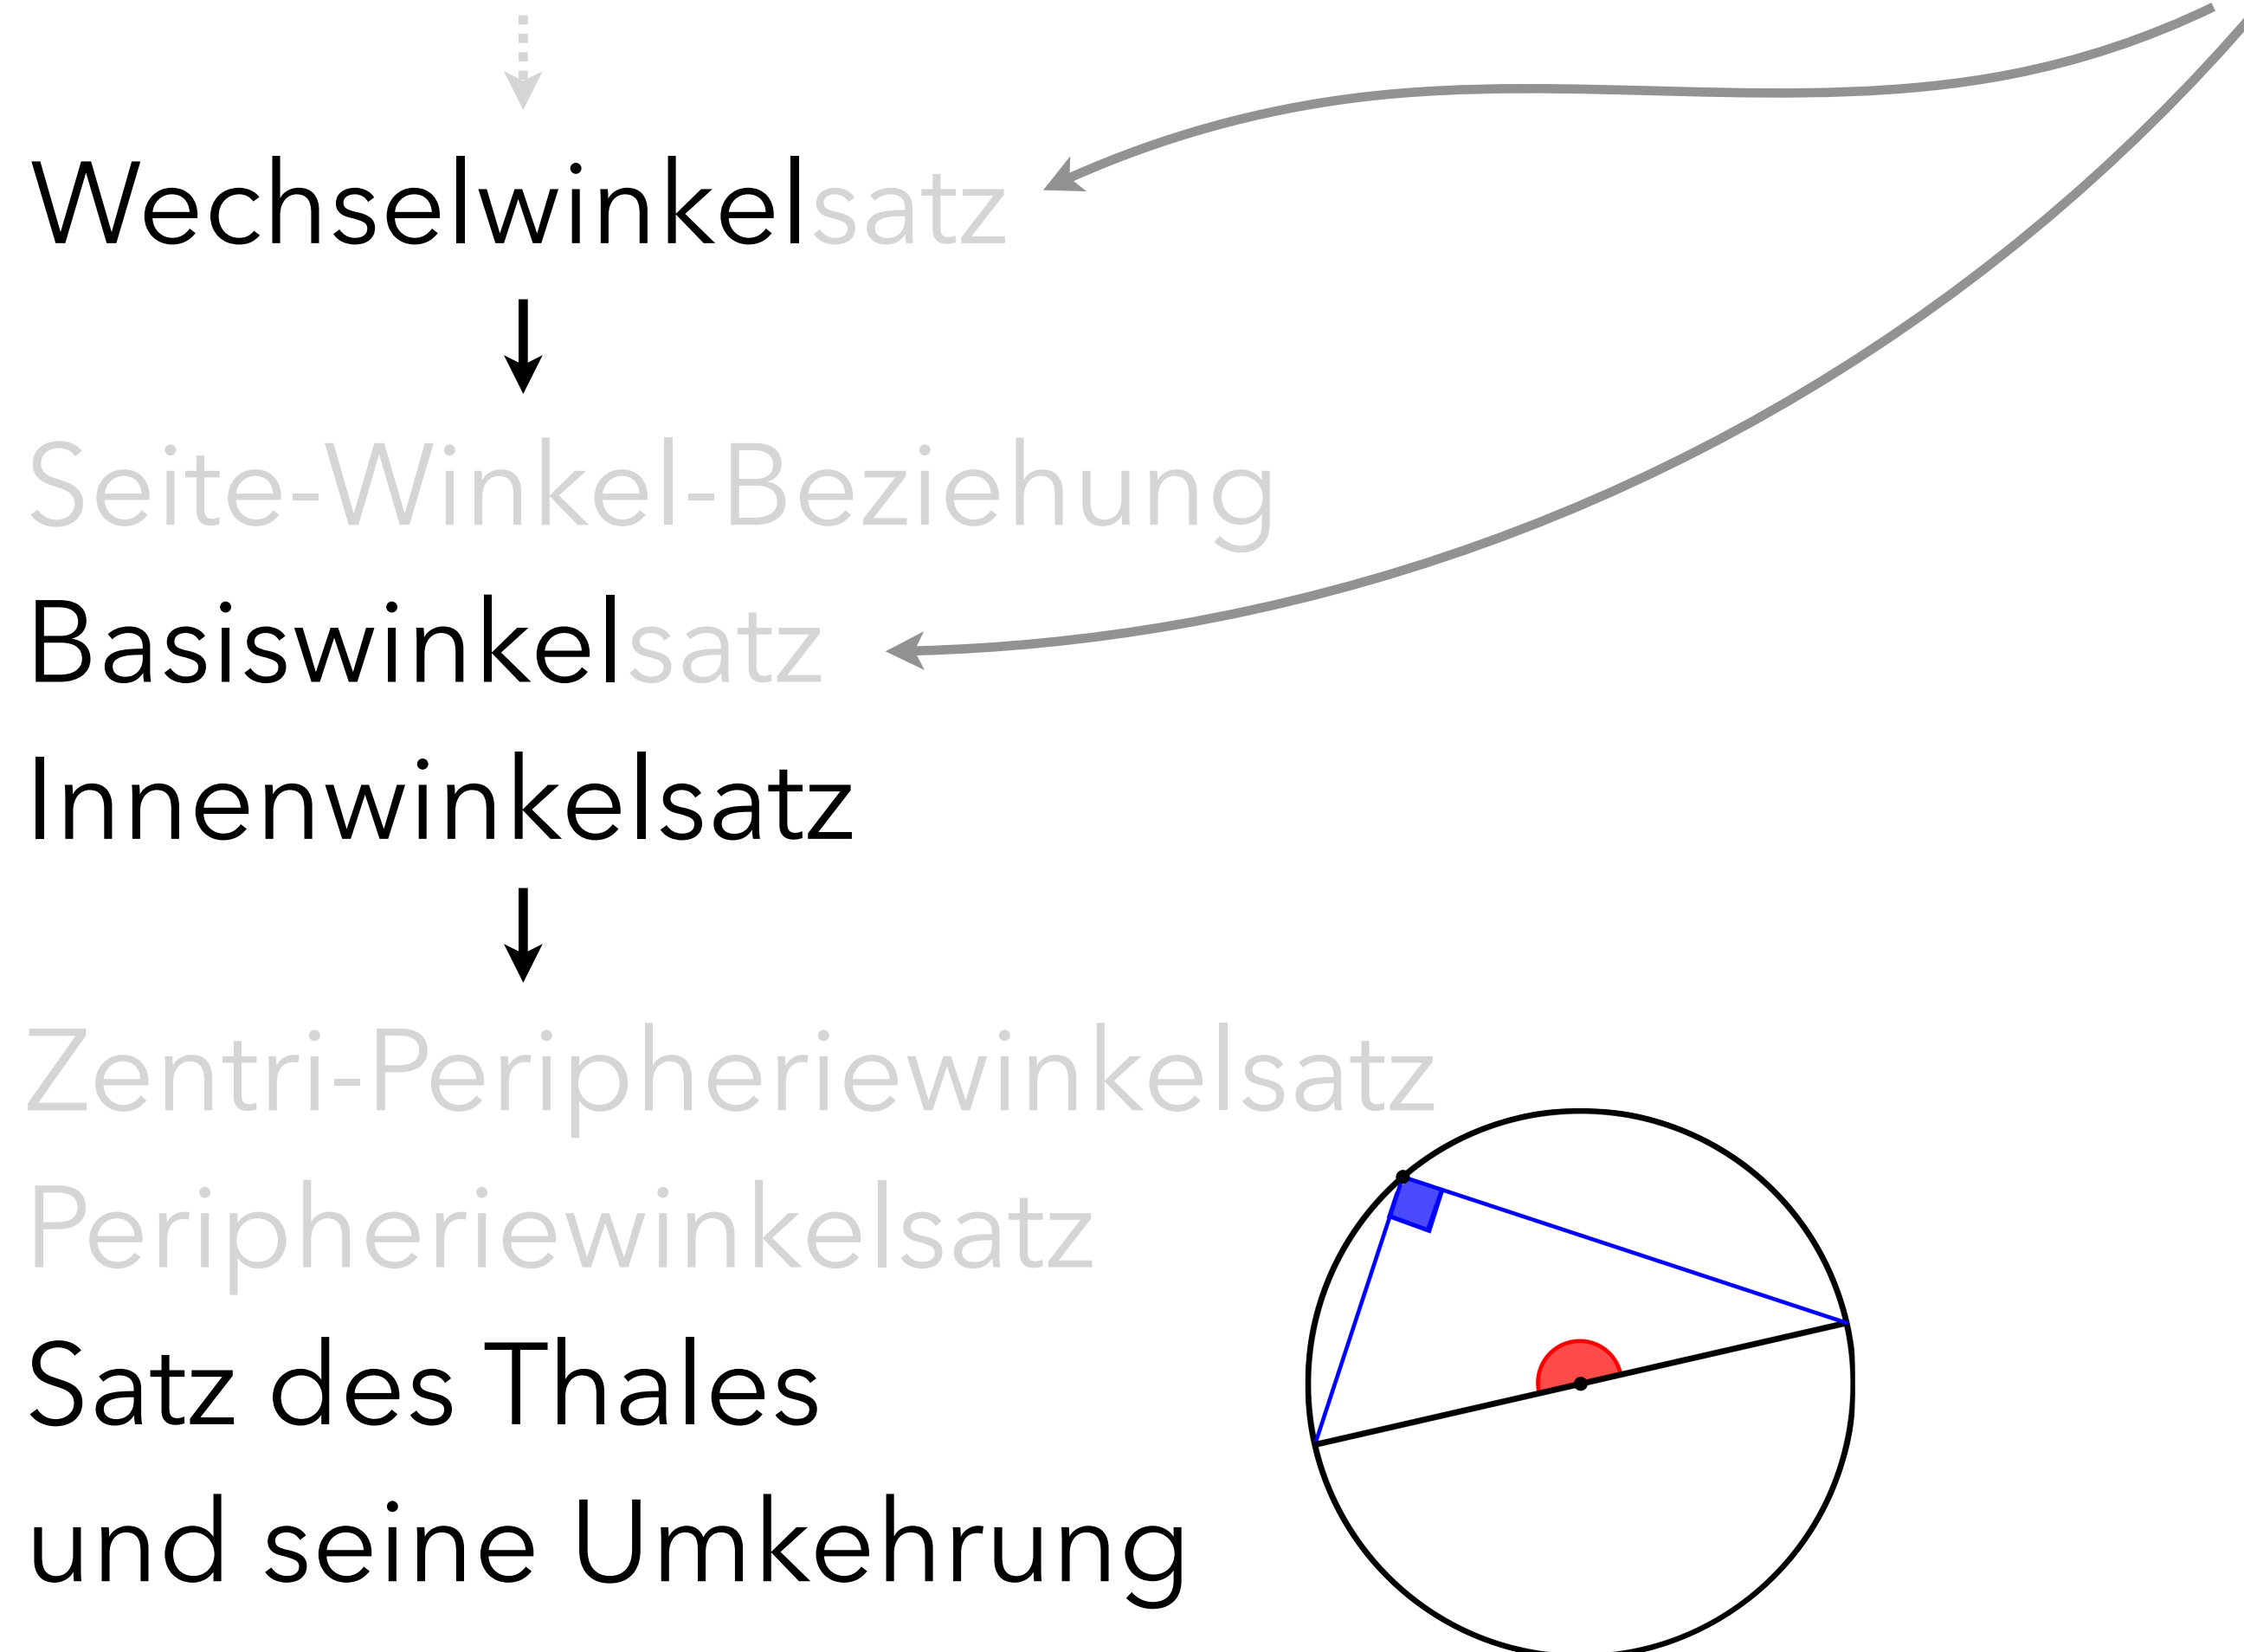 Wechselwinkelsatz
Seite-Winkel-Beziehung
Basiswinkelsatz
Innenwinkelsatz
Zentri-Peripheriewinkelsatz
Peripheriewinkelsatz
Satz des Thales
und seine Umkehrung